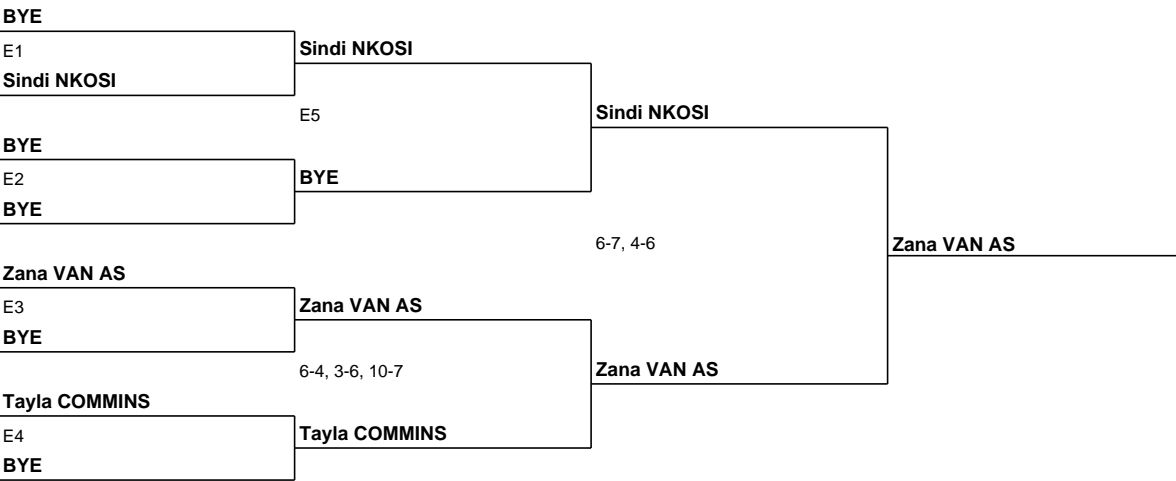 BYE
E1
Sindi NKOSI
Sindi NKOSI
E5
Sindi NKOSI
BYE
E2
BYE
BYE
6-7, 4-6
Zana VAN AS
Zana VAN AS
E3
Zana VAN AS
BYE
6-4, 3-6, 10-7
Zana VAN AS
Tayla COMMINS
E4
Tayla COMMINS
BYE